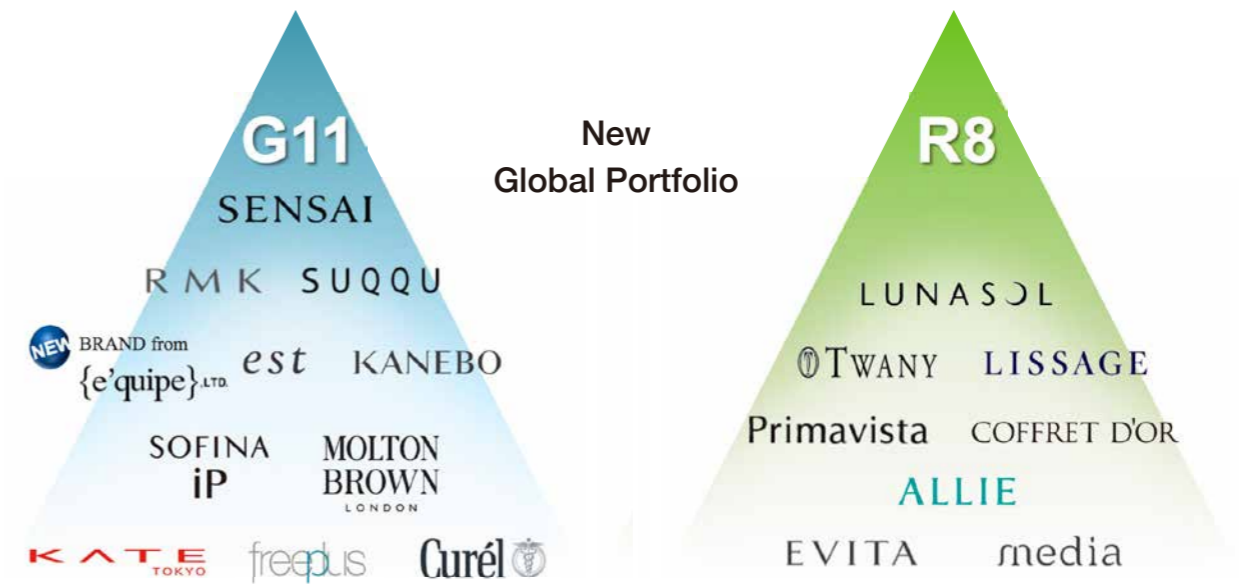 G11
New
Global Portfolio
R8
SENSAI
RMK SUQQU
LUNASOL
NEW BRAND from
{e'quipe},LTD.
est KANEBO
TWANY LISSAGE
SOFINA
iP
MOLTON
BROWN
LONDON
Primavista COFFRET D'OR
ALLIE
KATE
TOKYO
freeplus
Curél
EVITA media